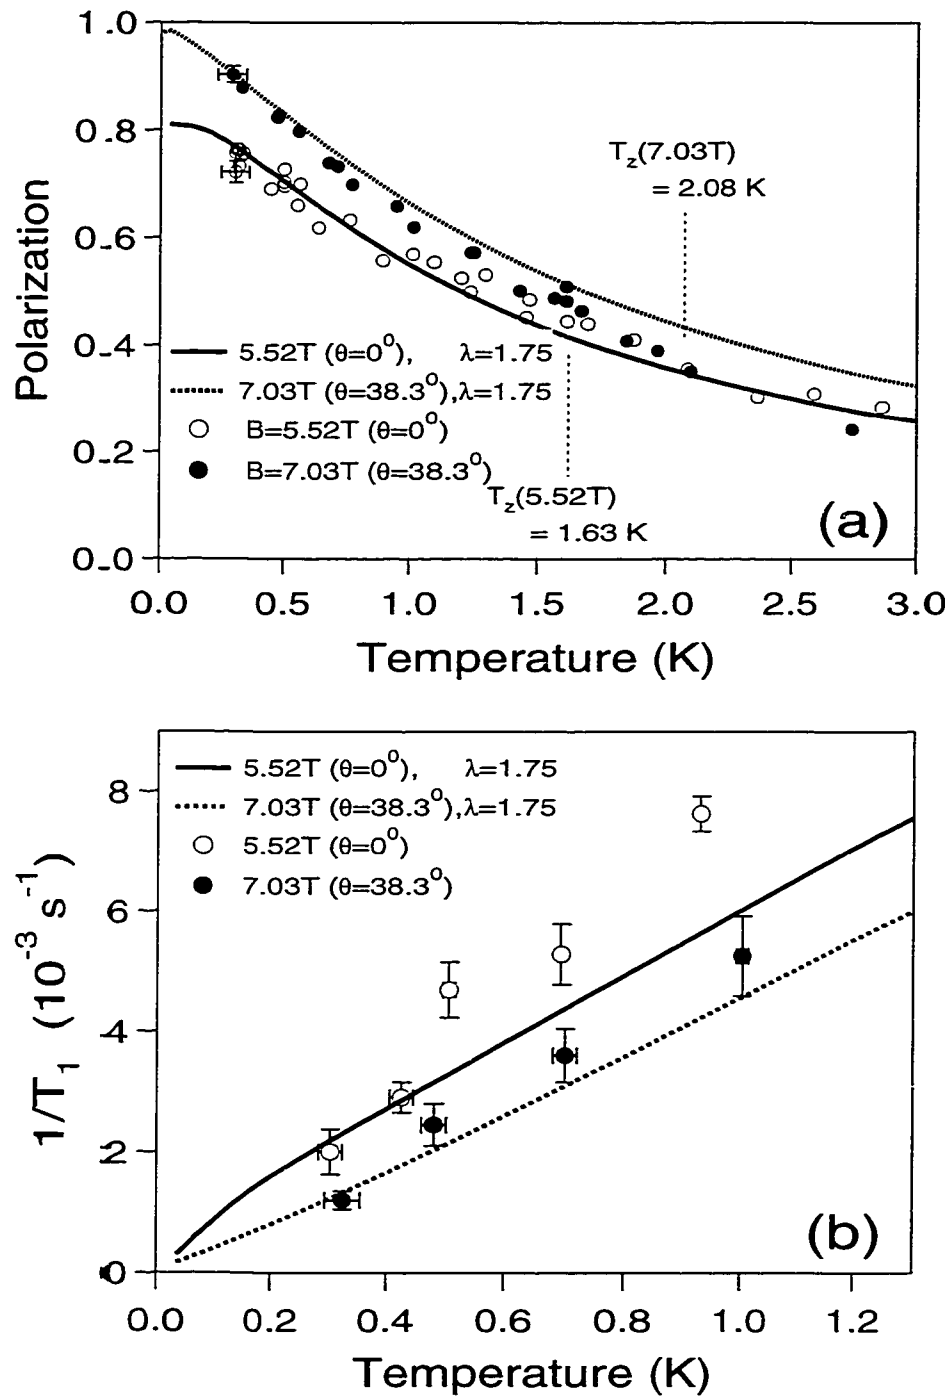 1.0
0.8
0.6
0.4
0.2
0.0
Polarization
T_z(7.03T)
= 2.08 K
5.52T (θ=0°), λ=1.75
7.03T (θ=38.3°),λ=1.75
B=5.52T (θ=0°)
B=7.03T (θ=38.3°)
T_z(5.52T)
= 1.63 K
(a)
0.0 0.5 1.0 1.5 2.0 2.5 3.0
Temperature (K)
5.52T (θ=0°), λ=1.75
7.03T (θ=38.3°),λ=1.75
5.52T (θ=0°)
7.03T (θ=38.3°)
8
6
4
2
0
1/T₁ (10⁻³ s⁻¹)
(b)
0.0 0.2 0.4 0.6 0.8 1.0 1.2
Temperature (K)